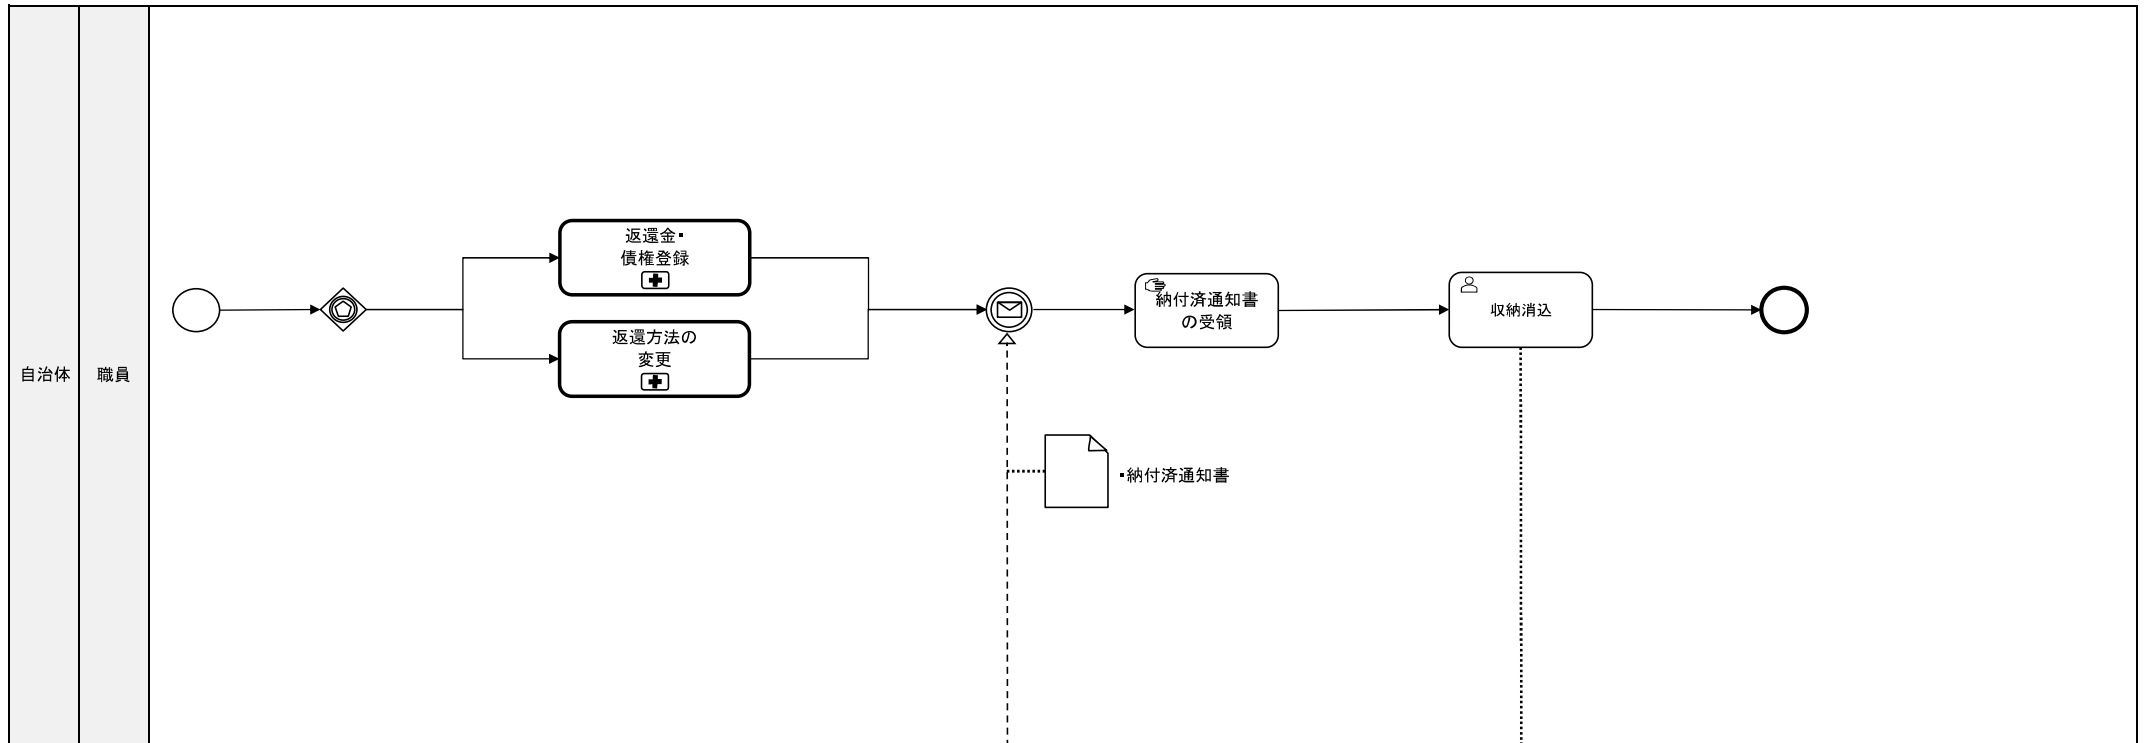 自治体
職員
返還金・
債権登録
返還方法の
変更
納付済通知書
の受領
収納消込
・納付済通知書